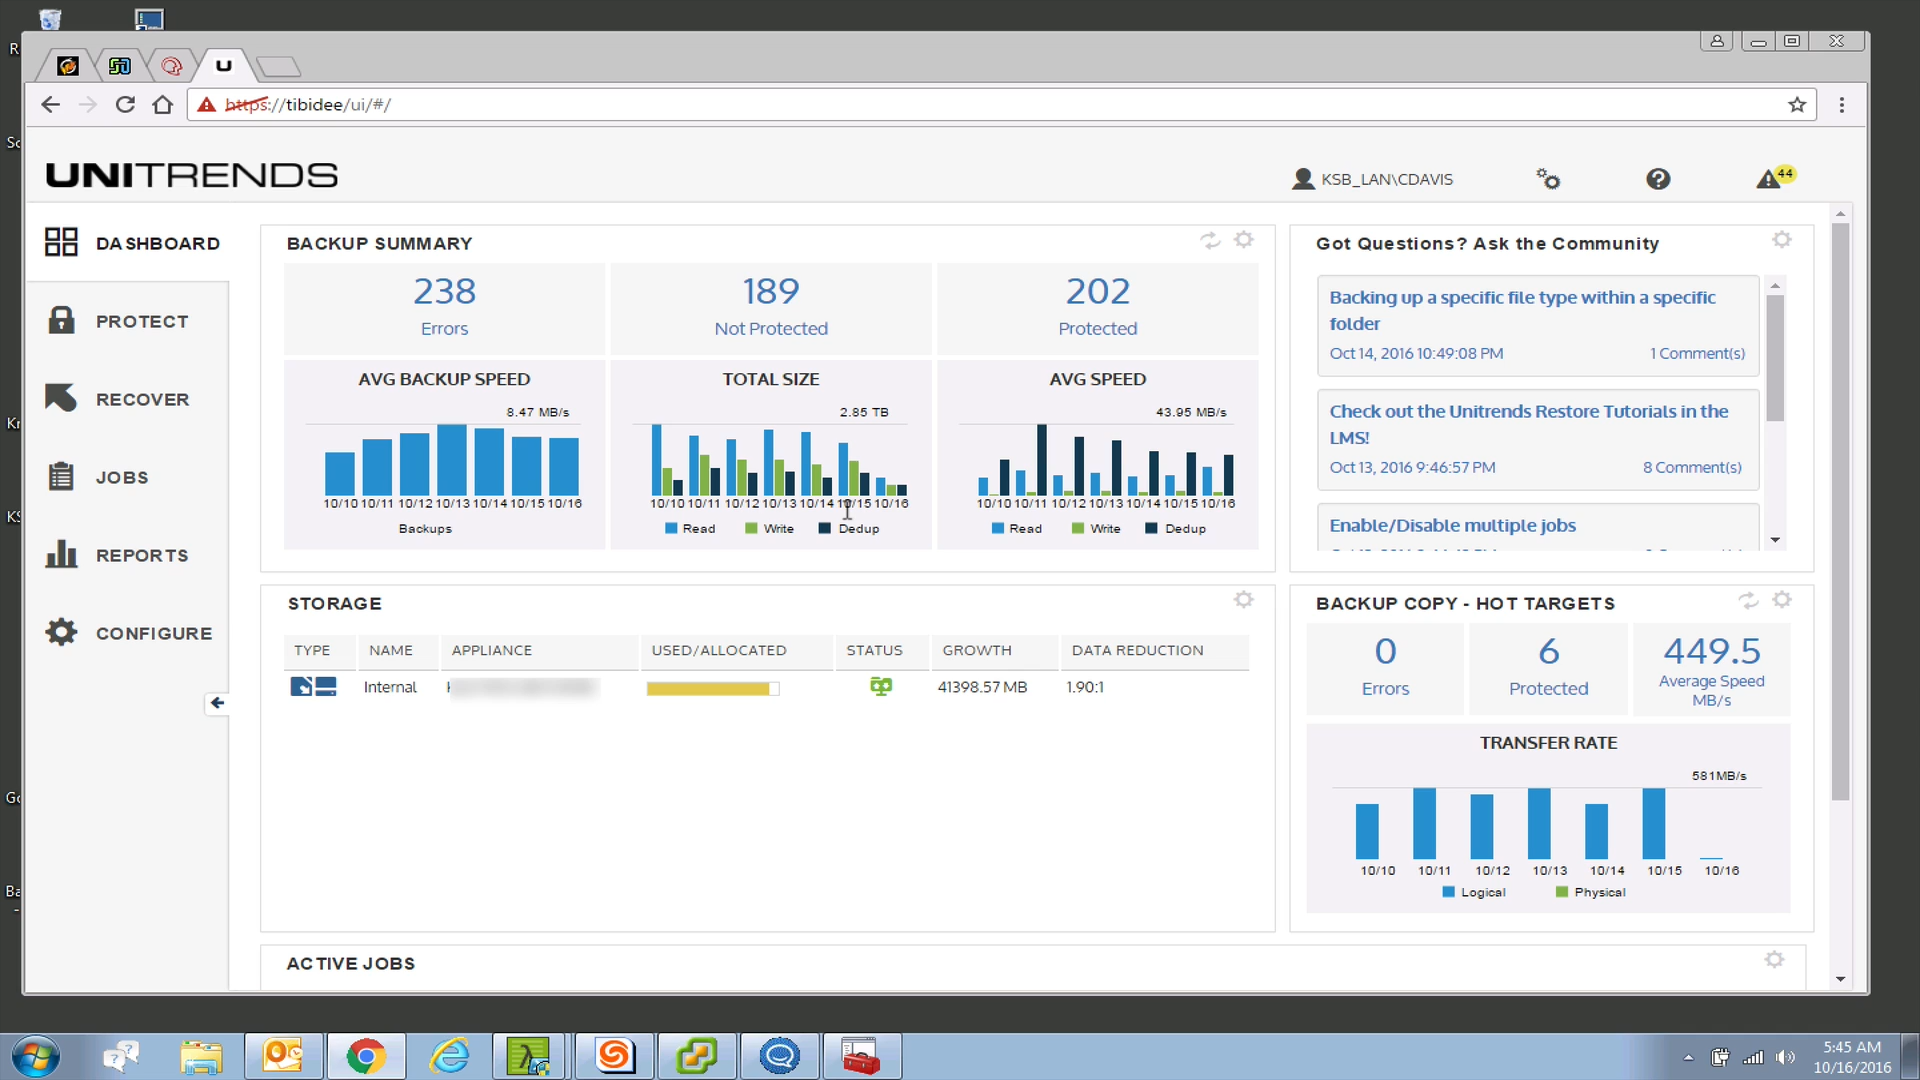 https://tibidee/ui/#/
UNITRENDS
KSB_LAN\CDAVIS
44
DASHBOARD
PROTECT
RECOVER
JOBS
REPORTS
CONFIGURE
BACKUP SUMMARY
238
Errors
189
Not Protected
202
Protected
AVG BACKUP SPEED
8.47 MB/s
10/10 10/11 10/12 10/13 10/14 10/15 10/16
Backups
TOTAL SIZE
2.85 TB
10/10 10/11 10/12 10/13 10/14 10/15 10/16
Read Write Dedup
AVG SPEED
43.95 MB/s
10/10 10/11 10/12 10/13 10/14 10/15 10/16
Read Write Dedup
Got Questions? Ask the Community
Backing up a specific file type within a specific
folder
Oct 14, 2016 10:49:08 PM 1 Comment(s)
Check out the Unitrends Restore Tutorials in the
LMS!
Oct 13, 2016 9:46:57 PM 8 Comment(s)
Enable/Disable multiple jobs
STORAGE
TYPE NAME APPLIANCE USED/ALLOCATED STATUS GROWTH DATA REDUCTION
Internal 41398.57 MB 1.90:1
BACKUP COPY - HOT TARGETS
0
Errors
6
Protected
449.5
Average Speed
MB/s
TRANSFER RATE
581MB/s
10/10 10/11 10/12 10/13 10/14 10/15 10/16
Logical Physical
ACTIVE JOBS
5:45 AM
10/16/2016